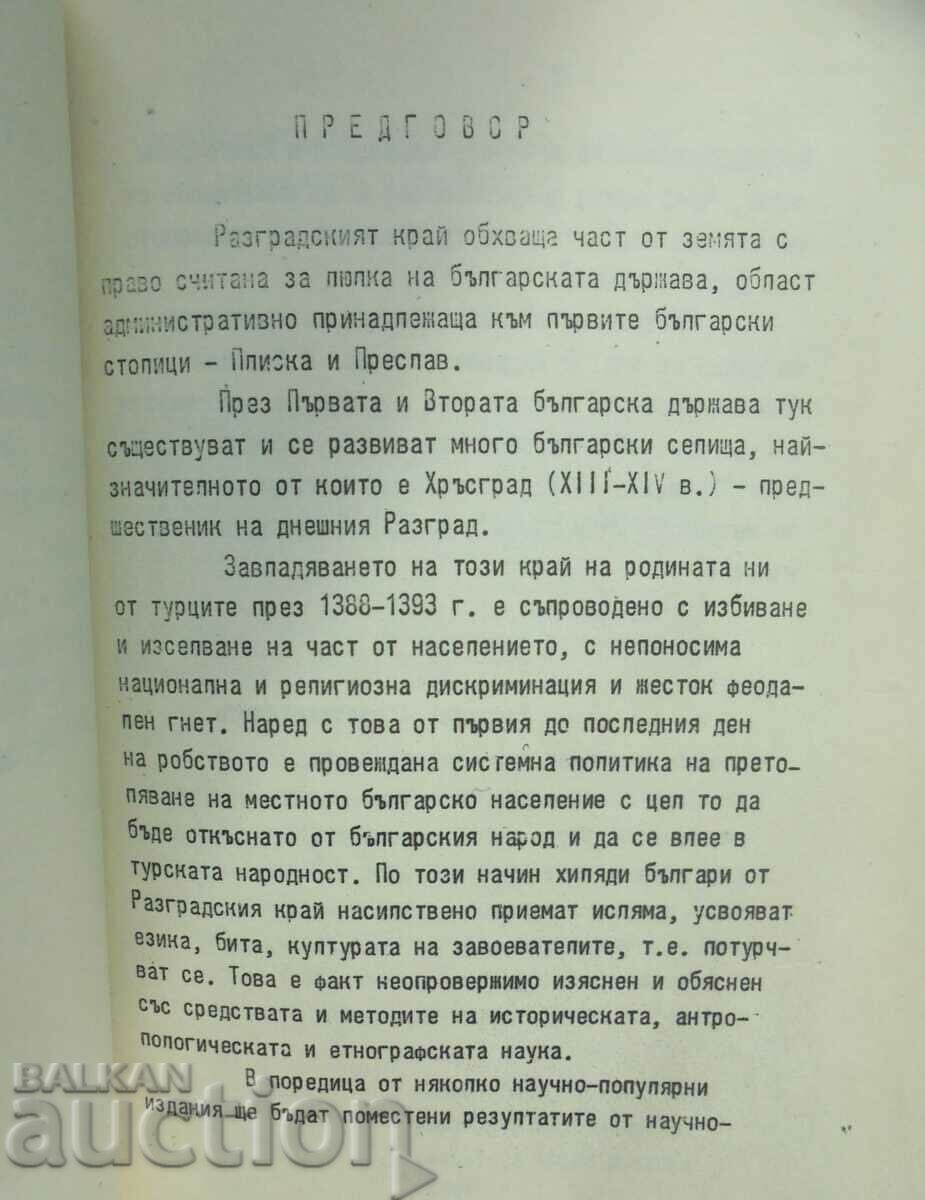 ПРЕДГОВОР
Разградският край обхваща част от земята с
право считана за люлка на българската държава, област
административно принадлежаща към първите български
столици - Плиска и Преслав.
През Първата и Втората българска държава тук
съществуват и се развиват много български селища, най-
значителното от които е Хръсград (XIII-XIV в.) - пред-
шественик на днешния Разград.
Завладяването на този край на родината ни
от турците през 1388-1393 г. е съпроводено с избиване
и изселване на част от населението, с непоносима
национална и религиозна дискриминация и жесток феода-
лен гнет. Наред с това от първия до последния ден
на робството е провеждана системна политика на прето-
пяване на местното българско население с цел то да
бъде откъснато от българския народ и да се влее в
турската народност. По този начин хиляди българи от
Разградския край насилствено приемат исляма, усвояват
езика, бита, културата на завоевателите, т.е. потурч-
ват се. Това е факт неопровержимо изяснен и обяснен
със средствата и методите на историческата, антро-
пологическата и етнографската наука.
В поредица от няколко научно-популярни
издания ще бъдат поместени резултатите от научно-
BALKAN
auction